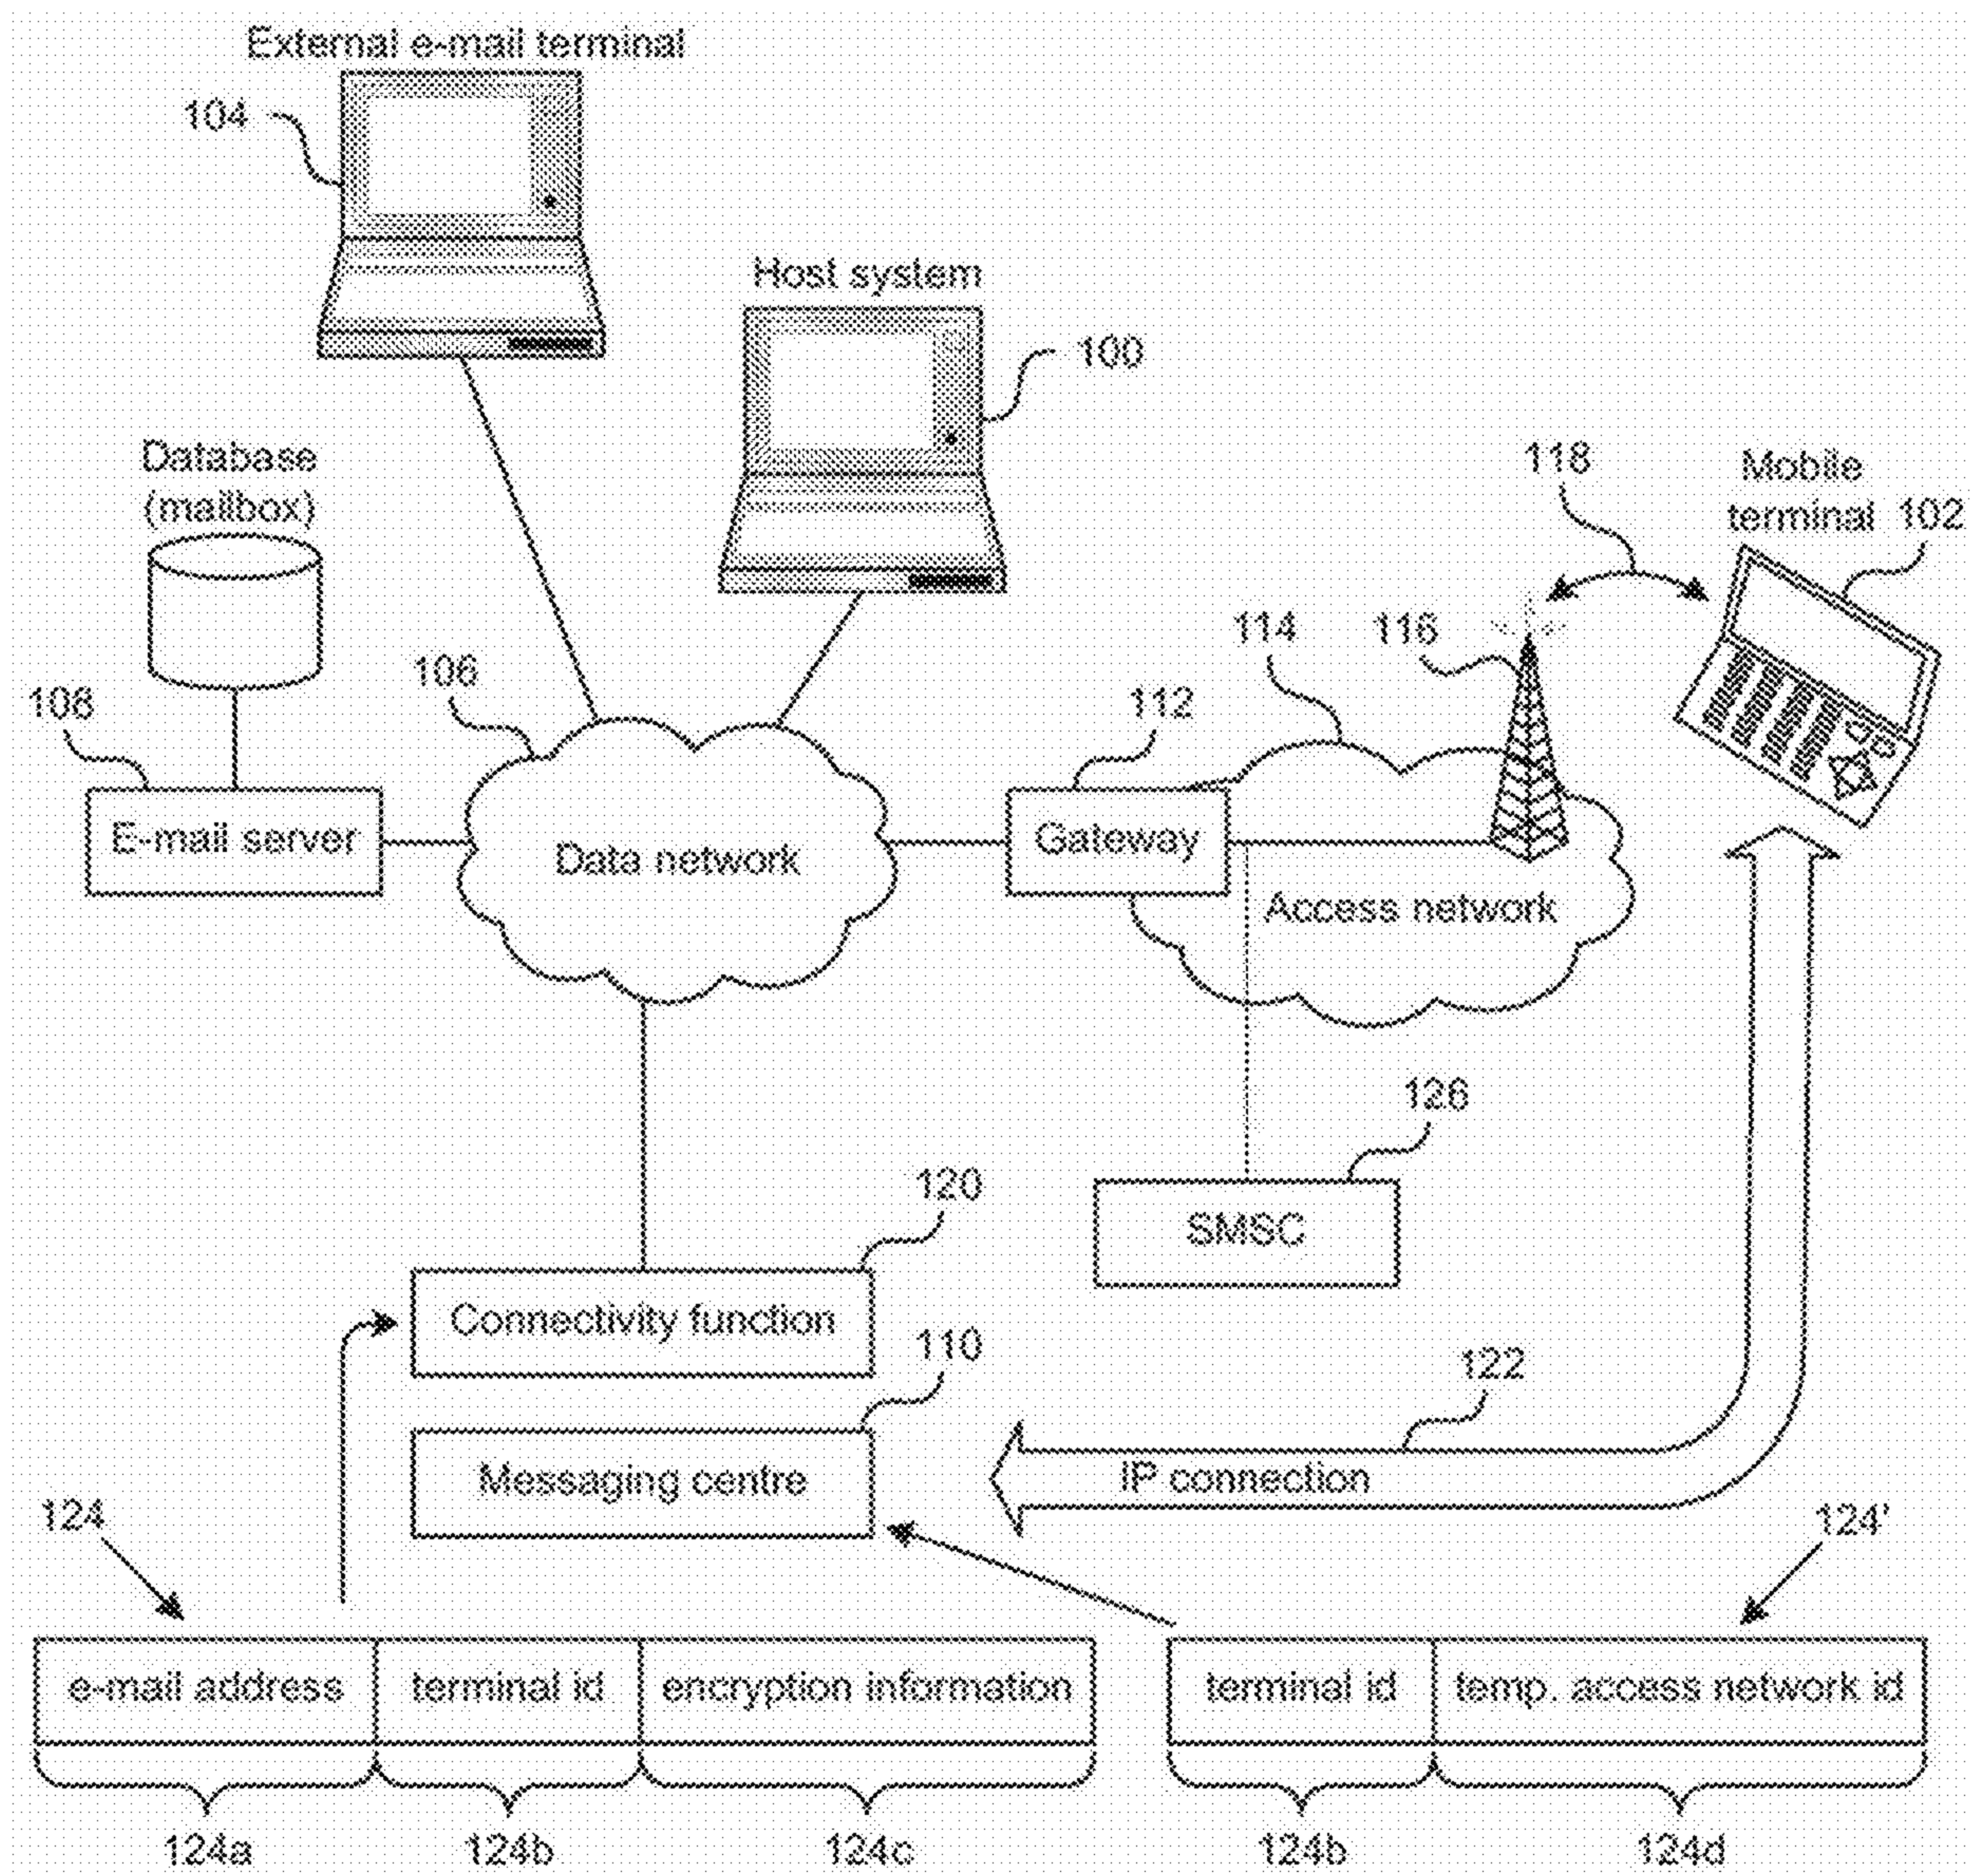 External e-mail terminal
104
Host system
100
Database
(mailbox)
118
Mobile
terminal 102
114
116
106
112
108
E-mail server
Data network
Gateway
Access network
126
SMSC
120
Connectivity function
110
122
Messaging centre
IP connection
124
124'
e-mail address
terminal id
encryption information
terminal id
temp. access network id
124a
124b
124c
124b
124d